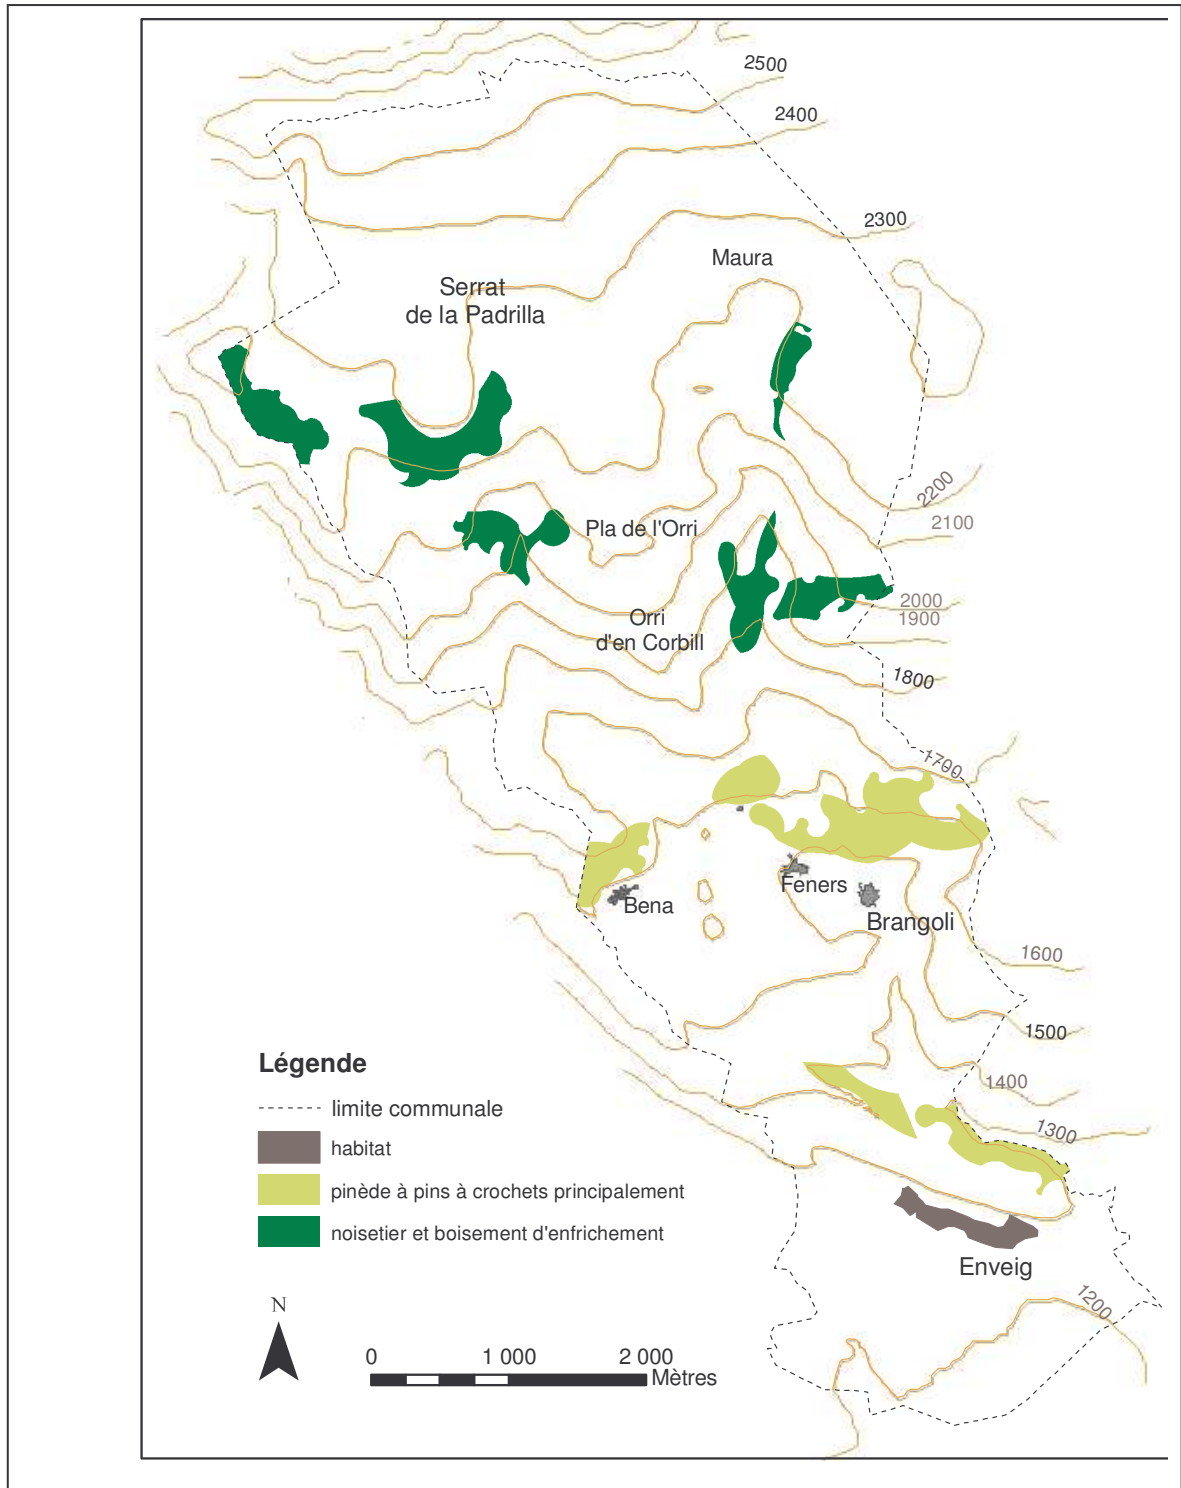 2500
2400
2300
Maura
Serrat
de la Padrilla
2200
2100
Pla de l'Orri
2000
1900
Orri
d'en Corbill
1800
1700
Feners
Bena
Brangoli
1600
1500
Légende
1400
limite communale
1300
habitat
pinède à pins à crochets principalement
noisetier et boisement d'enfrichement
Enveig
1200
N
0 1 000 2 000
Mètres